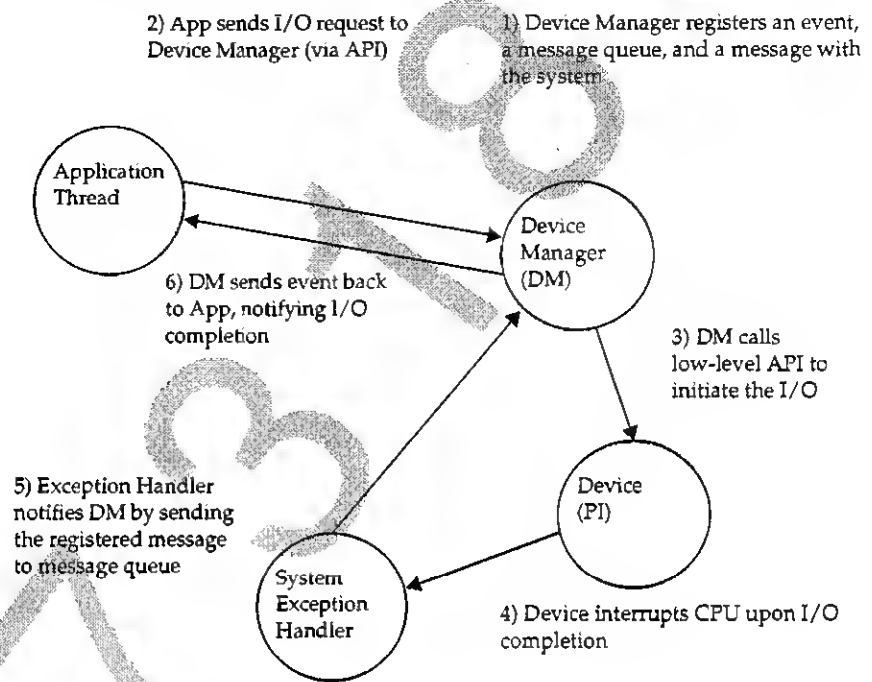 2) App sends I/O request to
Device Manager (via API)
1) Device Manager registers an event,
a message queue, and a message with
the system
Application
Thread
Device
Manager
(DM)
6) DM sends event back
to App, notifying I/O
completion
3) DM calls
low-level API to
initiate the I/O
5) Exception Handler
notifies DM by sending
the registered message
to message queue
Device
(PI)
System
Exception
Handler
4) Device interrupts CPU upon I/O
completion